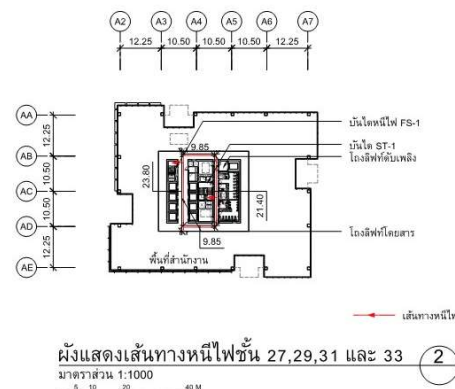 A2 A3 A4 A5 A6 A7
12.25 10.50 10.50 10.50 12.25
AA
12.25
AB
10.50
AC
10.50
AD
12.25
AE
9.85
23.80
21.40
9.85
พื้นที่สำนักงาน
บันไดหนีไฟ FS-1
บันได ST-1
โถงลิฟท์ดับเพลิง
โถงลิฟท์โดยสาร
เส้นทางหนีไฟ
ผังแสดงเส้นทางหนีไฟชั้น 27,29,31 และ 33
2
มาตราส่วน 1:1000
5 10 20 40 M